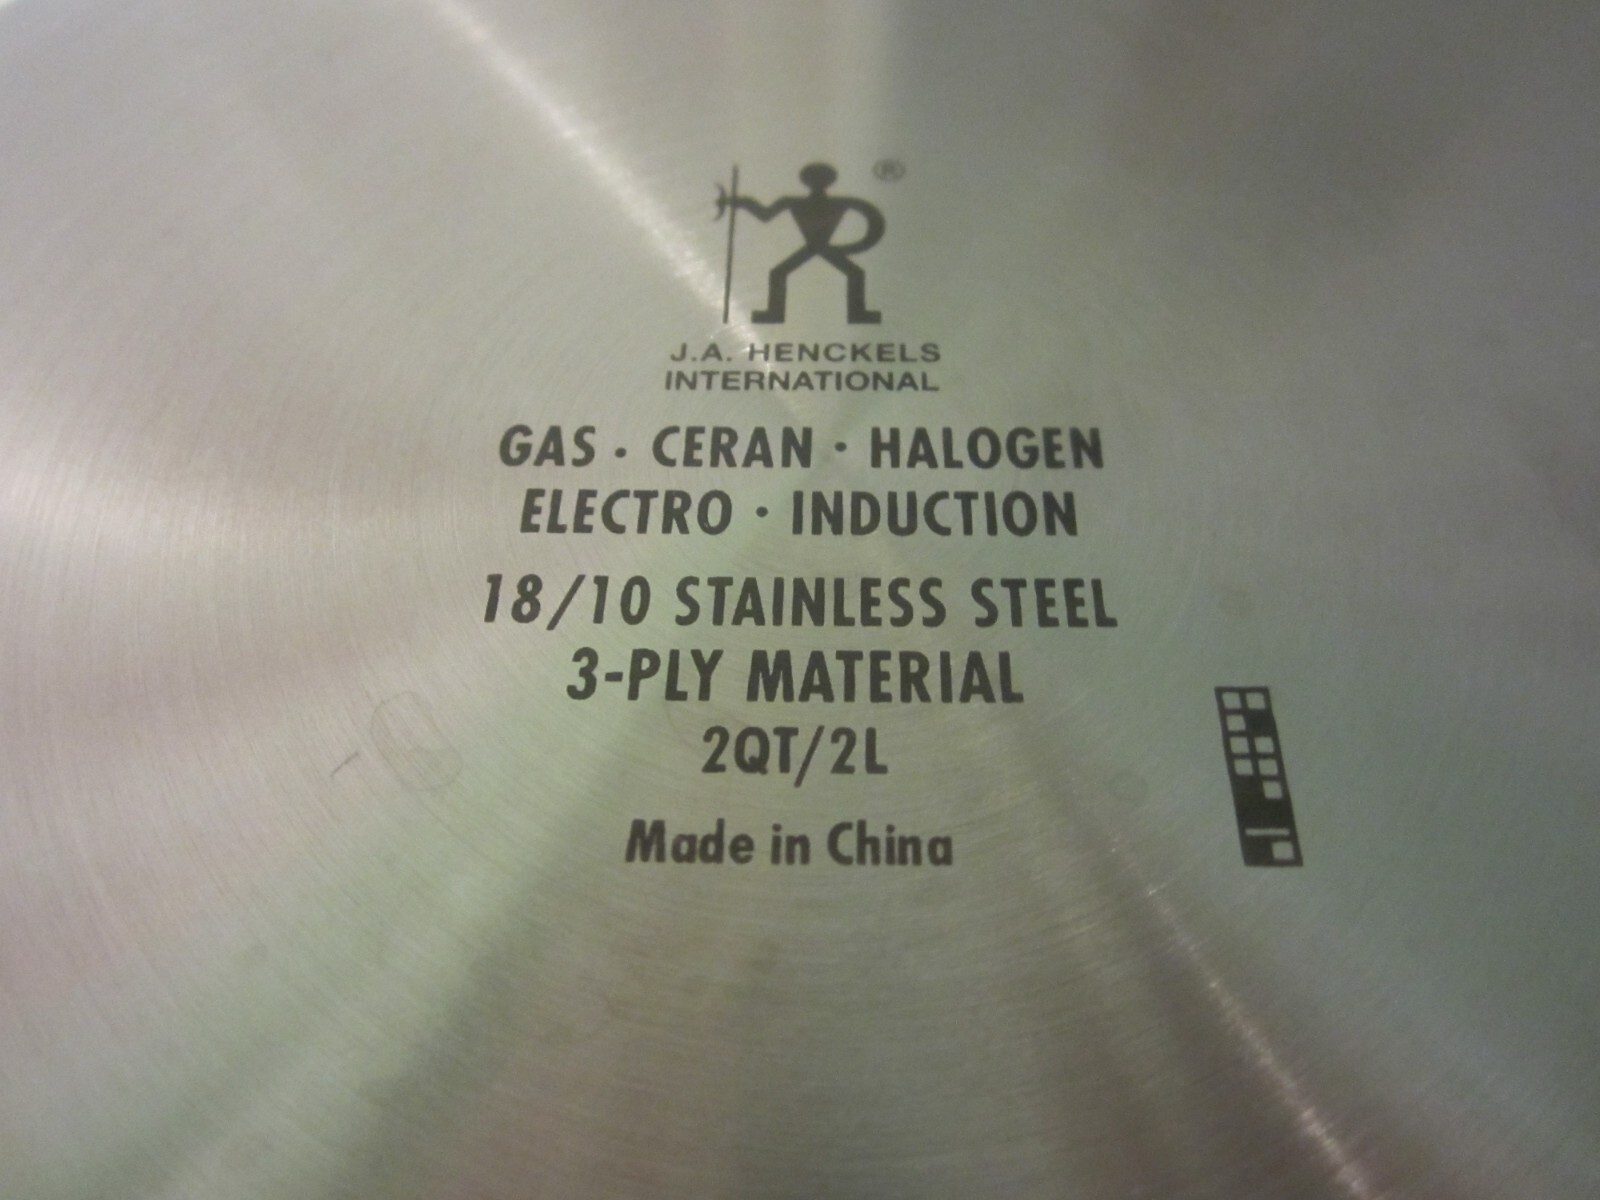 ®
J.A. HENCKELS
INTERNATIONAL
GAS · CERAN · HALOGEN
ELECTRO · INDUCTION
18/10 STAINLESS STEEL
3-PLY MATERIAL
2QT/2L
Made in China